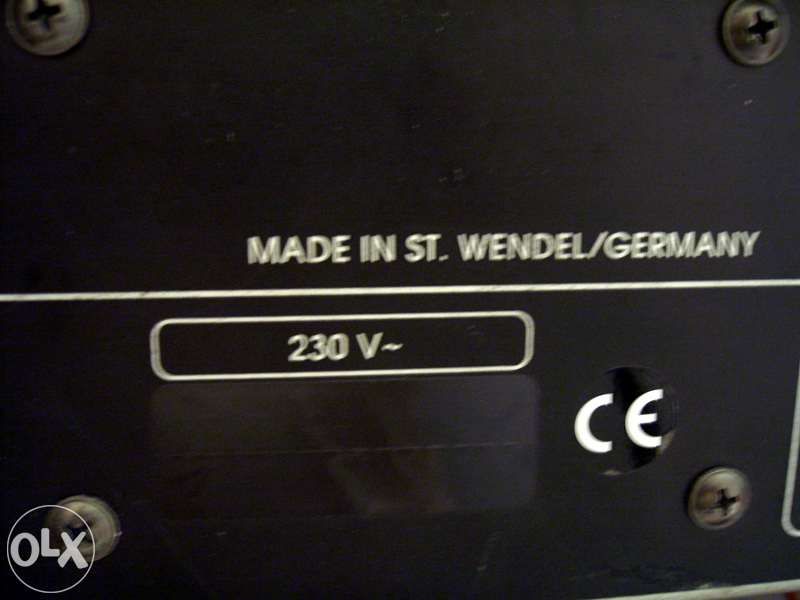 MADE IN ST. WENDEL/GERMANY
230 V~
CE
OLX